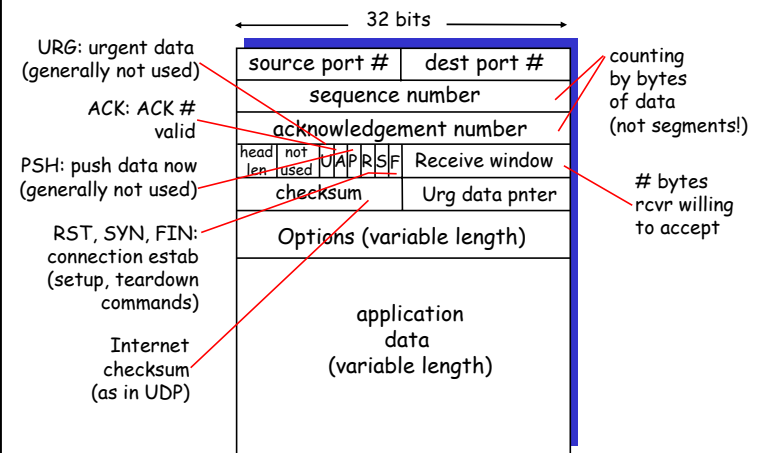 32 bits
URG: urgent data
(generally not used)
ACK: ACK #
valid
PSH: push data now
(generally not used)
RST, SYN, FIN:
connection estab
(setup, teardown
commands)
Internet
checksum
(as in UDP)
source port #
dest port #
sequence number
acknowledgement number
head
len
not
used
U
A
P
R
S
F
Receive window
checksum
Urg data pnter
Options (variable length)
application
data
(variable length)
counting
by bytes
of data
(not segments!)
# bytes
rcvr willing
to accept